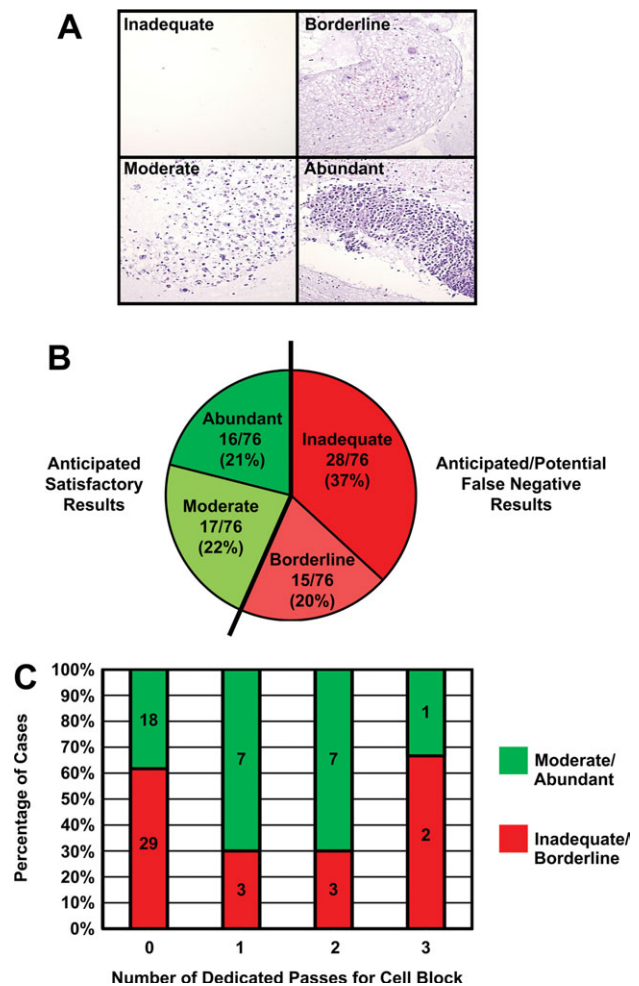 A
Inadequate
Borderline
Moderate
Abundant
B
Abundant
16/76
(21%)
Inadequate
28/76
(37%)
Anticipated
Satisfactory
Results
Anticipated/Potential
False Negative
Results
Moderate
17/76
(22%)
Borderline
15/76
(20%)
C
Percentage of Cases
100%
90%
80%
70%
60%
50%
40%
30%
20%
10%
0%
18
29
7
3
7
3
1
2
0
1
2
3
Number of Dedicated Passes for Cell Block
Moderate/
Abundant
Inadequate/
Borderline